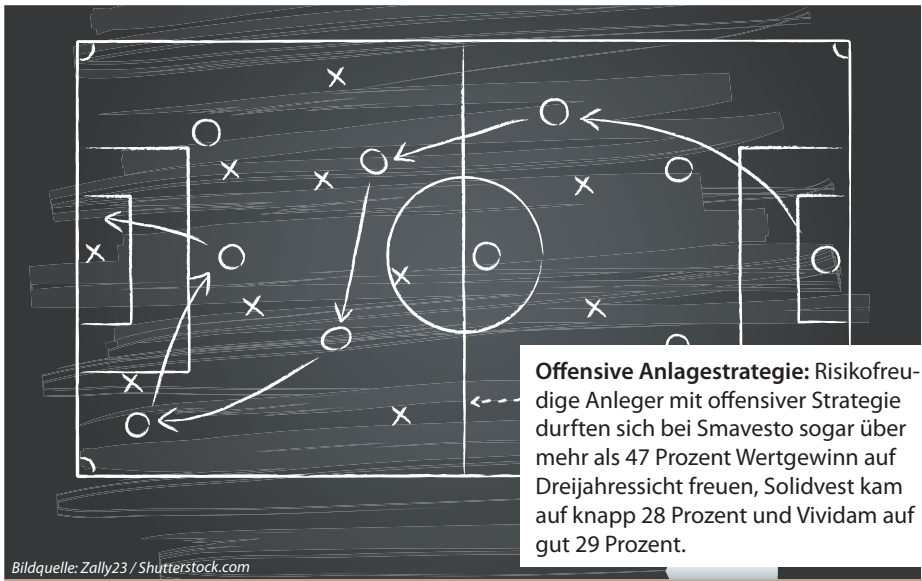 Offensive Anlagestrategie: Risikofreu-
dige Anleger mit offensiver Strategie
durften sich bei Smavesto sogar über
mehr als 47 Prozent Wertgewinn auf
Dreijahressicht freuen, Solidvest kam
auf knapp 28 Prozent und Vividam auf
gut 29 Prozent.
Bildquelle: Zally23 / Shutterstock.com